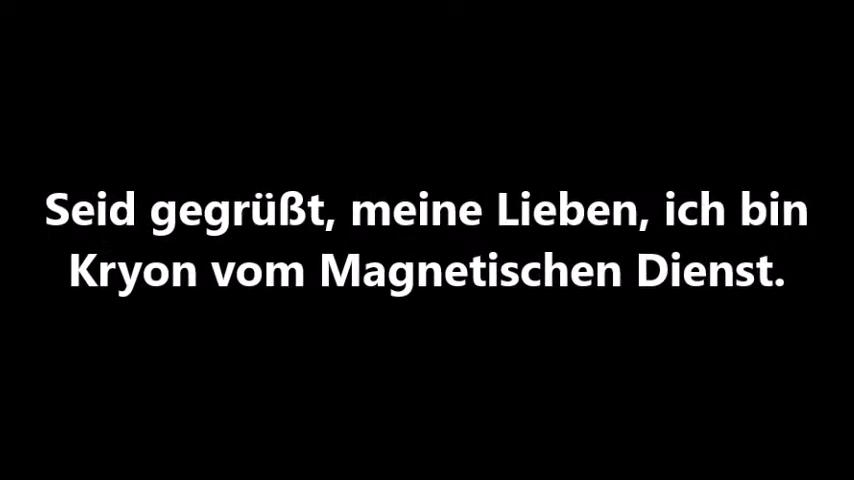 Seid gegrüßt, meine Lieben, ich bin
Kryon vom Magnetischen Dienst.